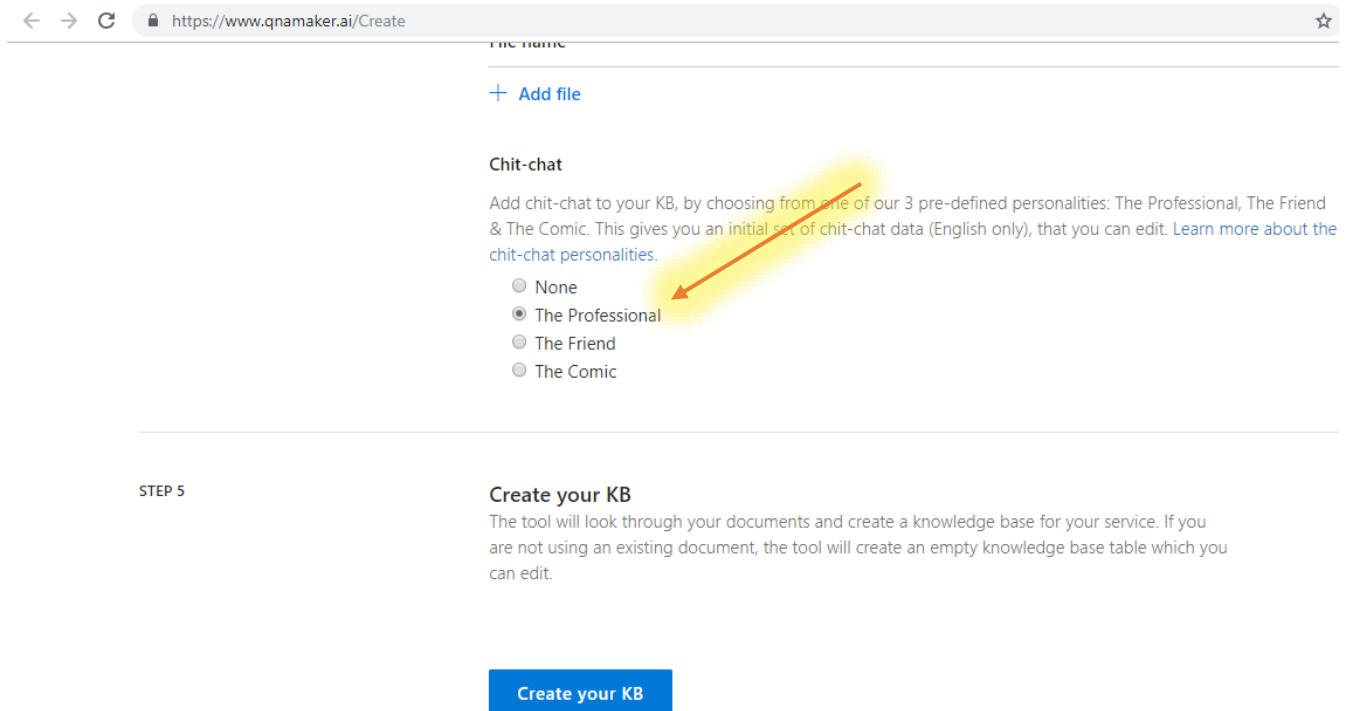 https://www.qnamaker.ai/Create
File name
Add file
Chit-chat
Add chit-chat to your KB, by choosing from one of our 3 pre-defined personalities: The Professional, The Friend
& The Comic. This gives you an initial set of chit-chat data (English only), that you can edit. Learn more about the
chit-chat personalities.
None
The Professional
The Friend
The Comic
STEP 5
Create your KB
The tool will look through your documents and create a knowledge base for your service. If you
are not using an existing document, the tool will create an empty knowledge base table which you
can edit.
Create your KB